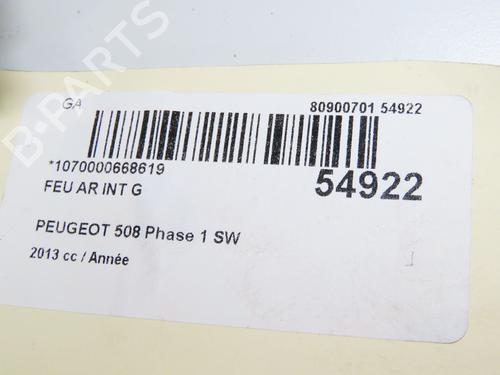 B-PARTS
GA
80900701 54922
*1070000668619
54922
FEU AR INT G
PEUGEOT 508 Phase 1 SW
2013 cc / Année